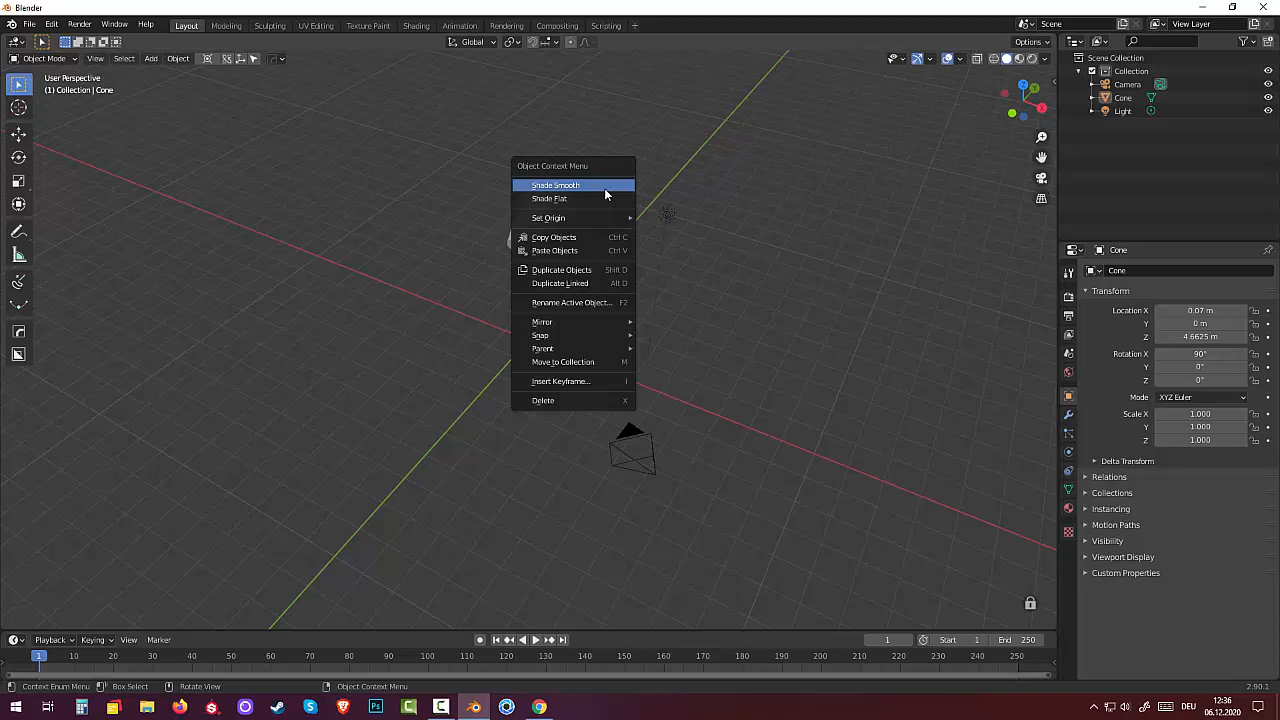 Blender
File Edit Render Window Help Layout Modeling Sculpting UV Editing Texture Paint Shading Animation Rendering Compositing Scripting + Scene View Layer
Global Options
Object Mode View Select Add Object
User Perspective
(1) Collection | Cone
Scene Collection
Collection
Camera
Cone
Light
Z
Y
X
Object Context Menu
Shade Smooth
Shade Flat
Set Origin
Copy Objects Ctrl C
Paste Objects Ctrl V
Duplicate Objects Shift D
Duplicate Linked Alt D
Rename Active Object... F2
Mirror
Snap
Parent
Move to Collection M
Insert Keyframe... I
Delete X
Cone
Cone
Transform
Location X 0.07 m
Y 0 m
Z 4.6625 m
Rotation X 90°
Y 0°
Z 0°
Mode XYZ Euler
Scale X 1.000
Y 1.000
Z 1.000
Delta Transform
Relations
Collections
Instancing
Motion Paths
Visibility
Viewport Display
Custom Properties
Playback Keying View Marker 1 Start 1 End 250
1 10 20 30 40 50 60 70 80 90 100 110 120 130 140 150 160 170 180 190 200 210 220 230 240 250
Context Enum Menu Box Select Rotate View Object Context Menu 2.90.1
DEU 12:36
06.12.2020